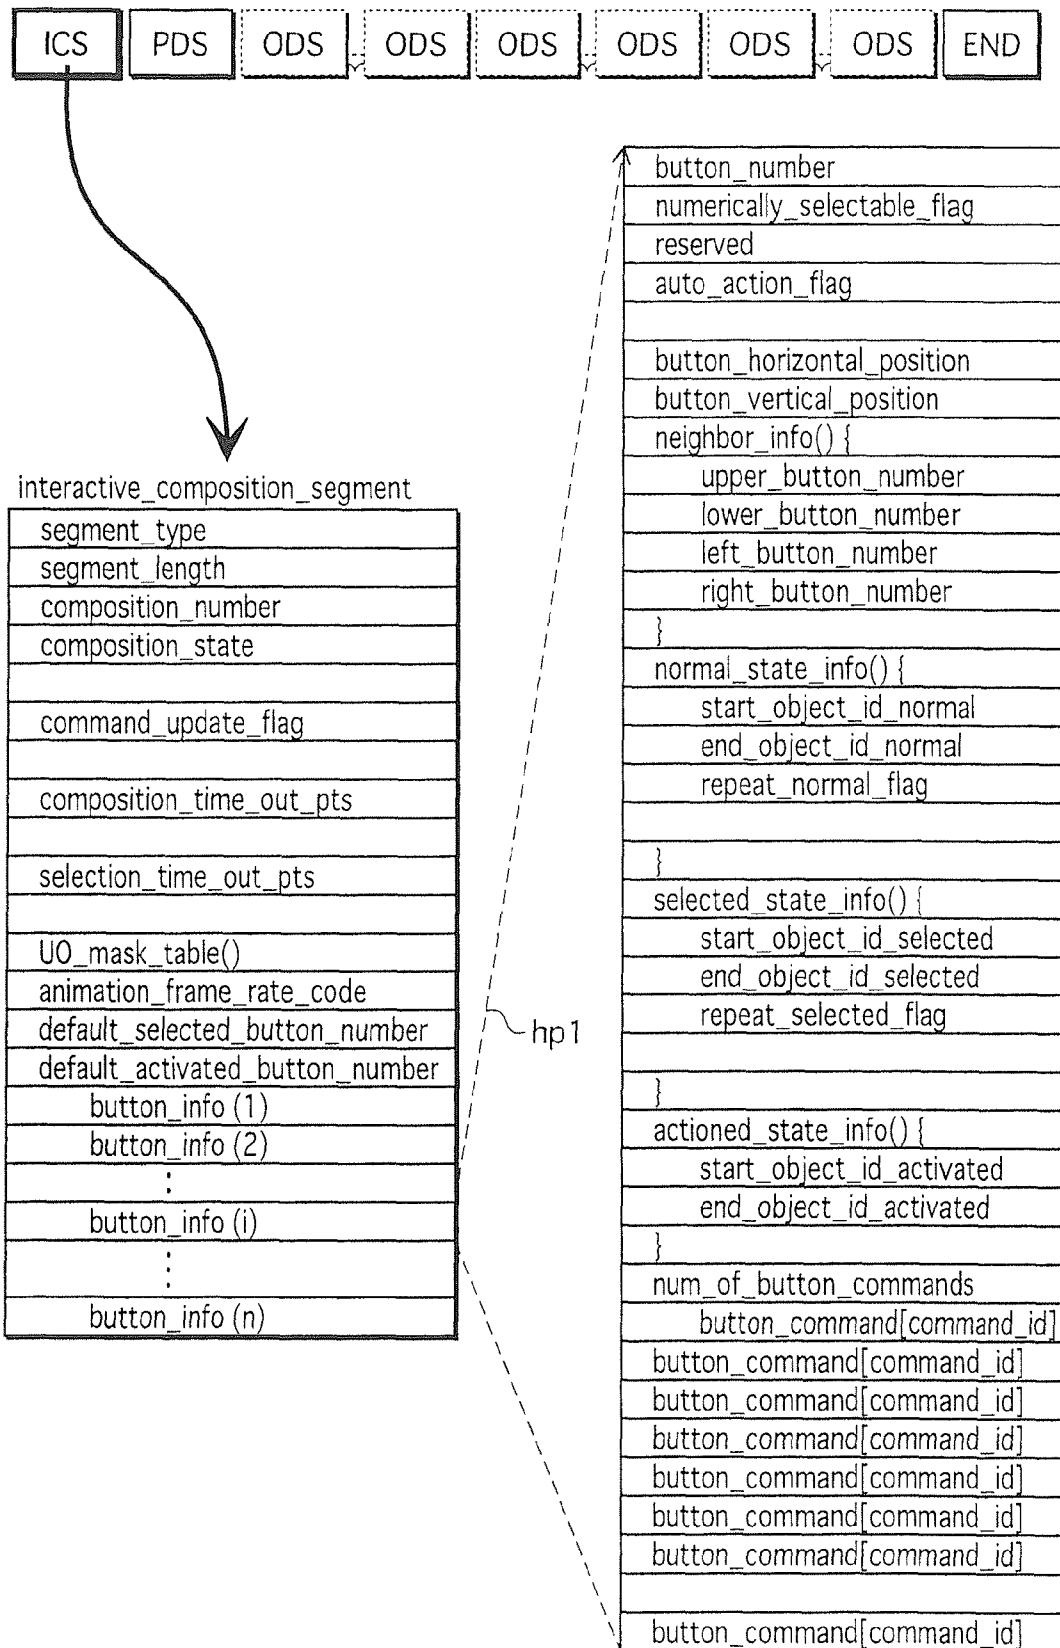 ICS PDS ODS ODS ODS ODS ODS ODS END
interactive_composition_segment
segment_type
segment_length
composition_number
composition_state
command_update_flag
composition_time_out_pts
selection_time_out_pts
UO_mask_table()
animation_frame_rate_code
default_selected_button_number
default_activated_button_number
button_info (1)
button_info (2)
:
button_info (i)
⋮
button_info (n)
hp1
button_number
numerically_selectable_flag
reserved
auto_action_flag
button_horizontal_position
button_vertical_position
neighbor_info() {
upper_button_number
lower_button_number
left_button_number
right_button_number
}
normal_state_info() {
start_object_id_normal
end_object_id_normal
repeat_normal_flag
}
selected_state_info() {
start_object_id_selected
end_object_id_selected
repeat_selected_flag
}
actioned_state_info() {
start_object_id_activated
end_object_id_activated
}
num_of_button_commands
button_command[command_id]
button_command[command_id]
button_command[command_id]
button_command[command_id]
button_command[command_id]
button_command[command_id]
button_command[command_id]
button_command[command_id]